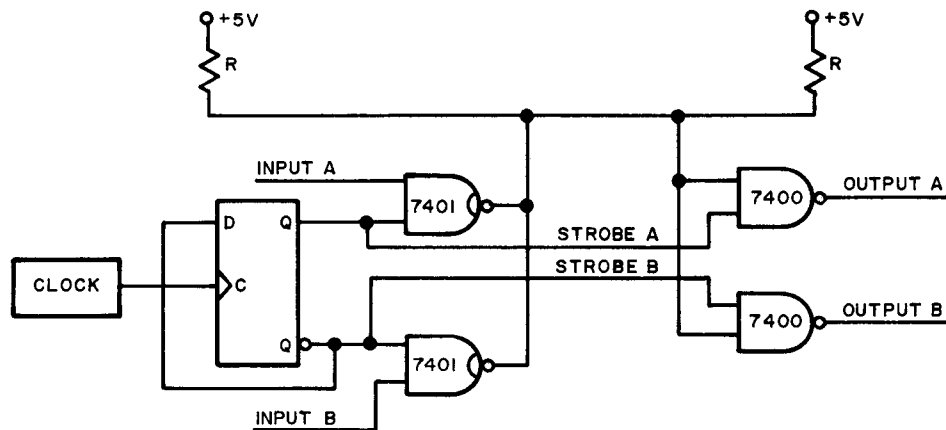 +5V
+5V
R
R
INPUT A
7401
7400
OUTPUT A
D
Q
STROBE A
CLOCK
C
STROBE B
7400
OUTPUT B
Q
7401
INPUT B